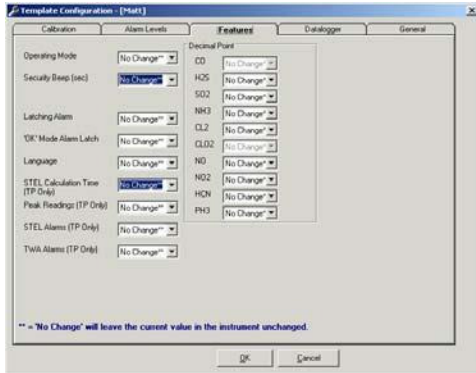 Template Configuration - [Matt]
Calibration Alarm Levels Features Datalogger General
Operating Mode No Change**
Security Beep (sec) No Change**
Latching Alarm No Change**
'OK' Mode Alarm Latch No Change**
Language No Change**
STEL Calculation Time (TP Only) No Change**
Peak Readings (TP Only) No Change**
STEL Alarms (TP Only) No Change**
TWA Alarms (TP Only) No Change**
Decimal Point
CO No Change*
H2S No Change*
SO2 No Change*
NH3 No Change*
CL2 No Change*
CLO2 No Change*
NO No Change*
NO2 No Change*
HCN No Change*
PH3 No Change*
** = 'No Change' will leave the current value in the instrument unchanged.
OK Cancel